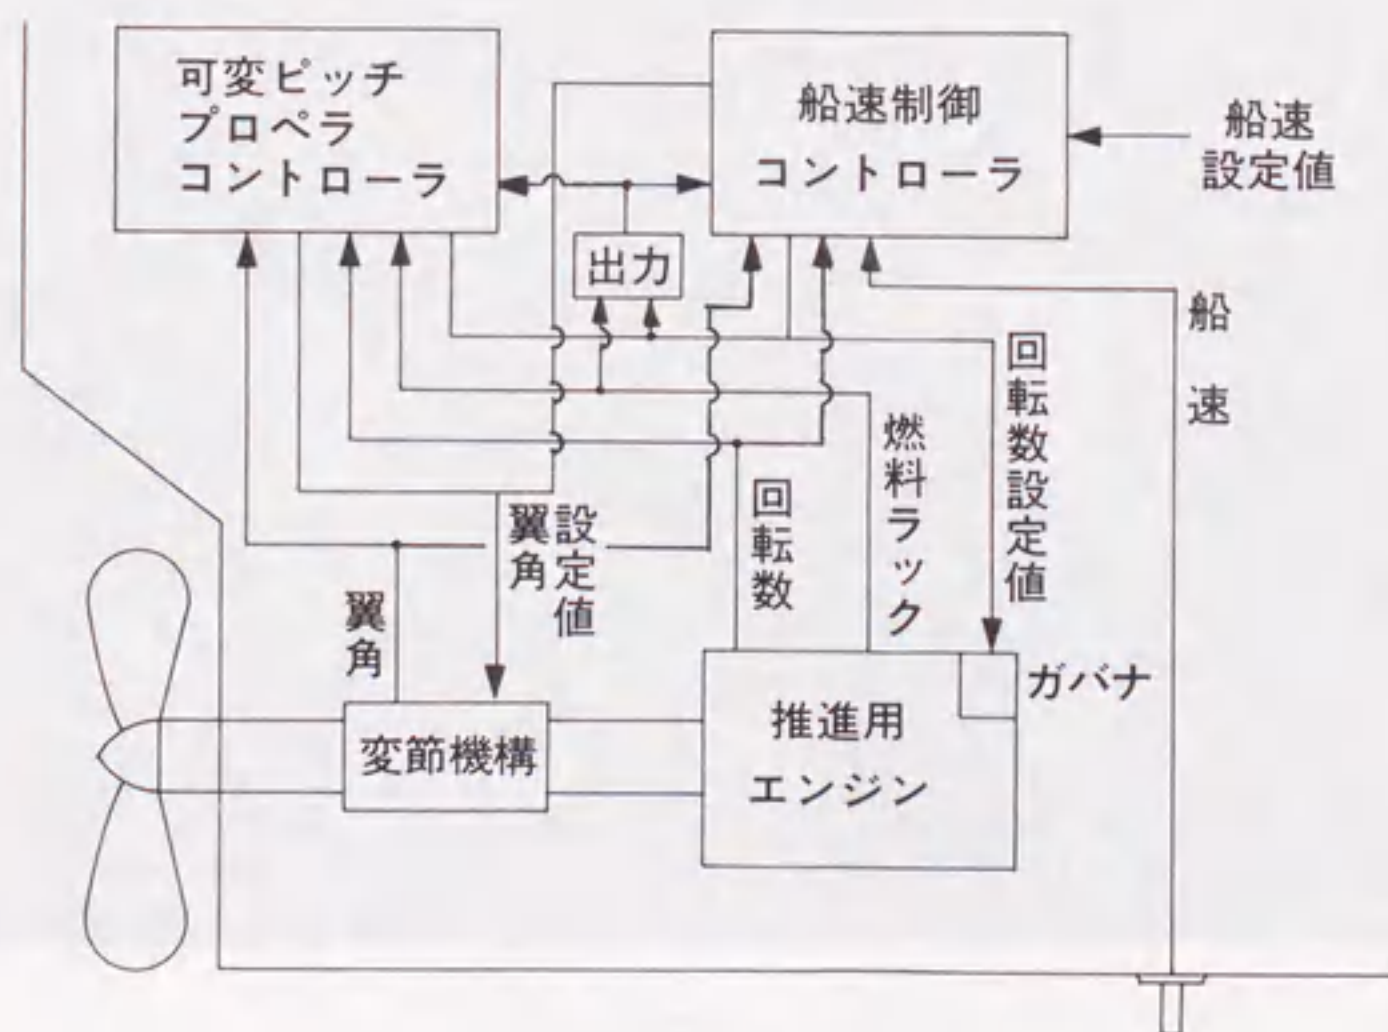 可変ピッチ
プロペラ
コントローラ
船速制御
コントローラ
船速
設定値
出力
船速
回転数設定値
燃料ラック
回転数
翼角
設定値
翼角
ガバナ
推進用
エンジン
変節機構